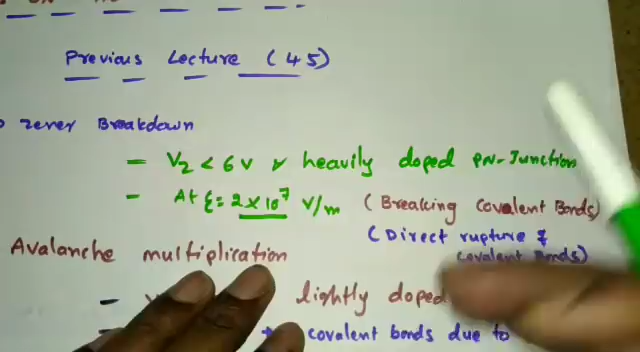 Previous Lecture (45)
zener Breakdown
- Vz < 6V & heavily doped PN-Junction
- At ξ = 2×10⁷ V/m (Breaking Covalent Bonds)
(Direct rupture of
covalent Bonds)
Avalanche multiplication
- lightly doped
→ covalent bonds due to